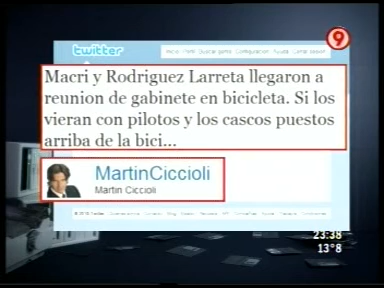 twitter
9
Macri y Rodriguez Larreta llegaron a
reunion de gabinete en bicicleta. Si los
vieran con pilotos y los cascos puestos
arriba de la bici...
MartinCiccioli
Martin Ciccioli
23:38
13°8